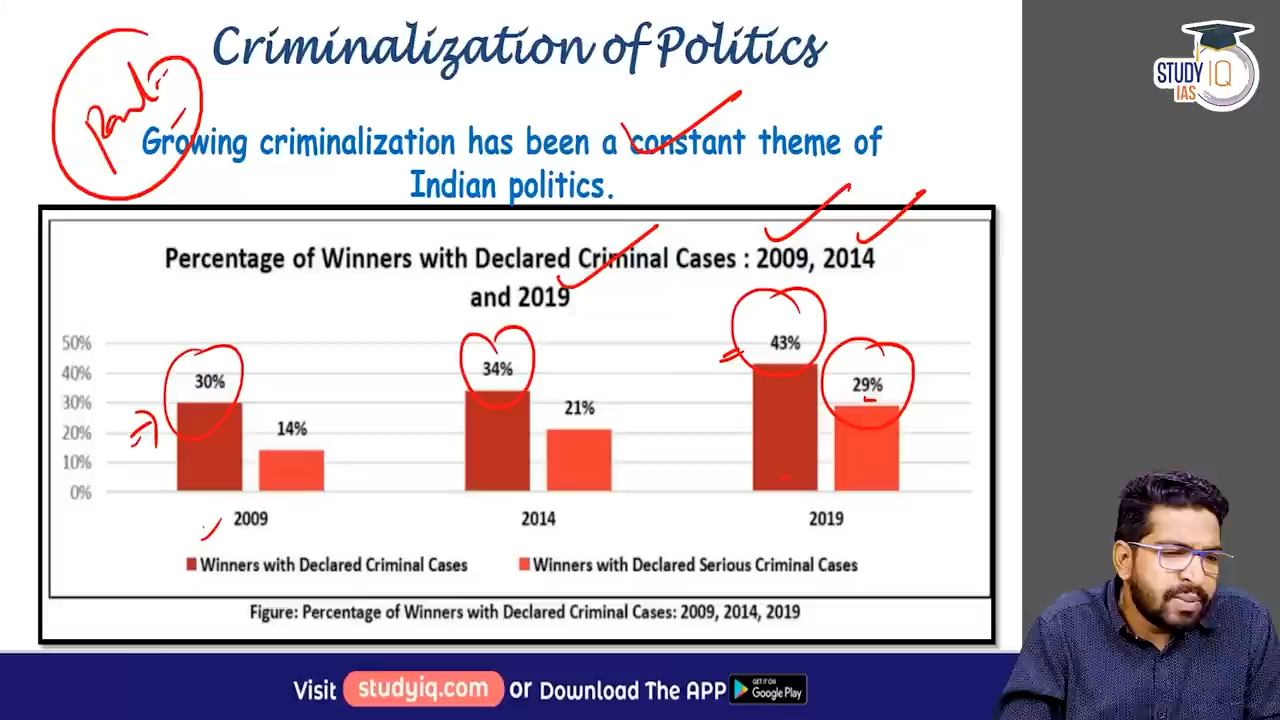 Criminalization of Politics
STUDY IQ
IAS
Growing criminalization has been a constant theme of
Indian politics.
Percentage of Winners with Declared Criminal Cases : 2009, 2014
and 2019
50%
40%
30%
20%
10%
0%
30%
14%
34%
21%
43%
29%
2009
2014
2019
Winners with Declared Criminal Cases
Winners with Declared Serious Criminal Cases
Figure: Percentage of Winners with Declared Criminal Cases: 2009, 2014, 2019
Visit studyiq.com or Download The APP GET IT ON Google Play